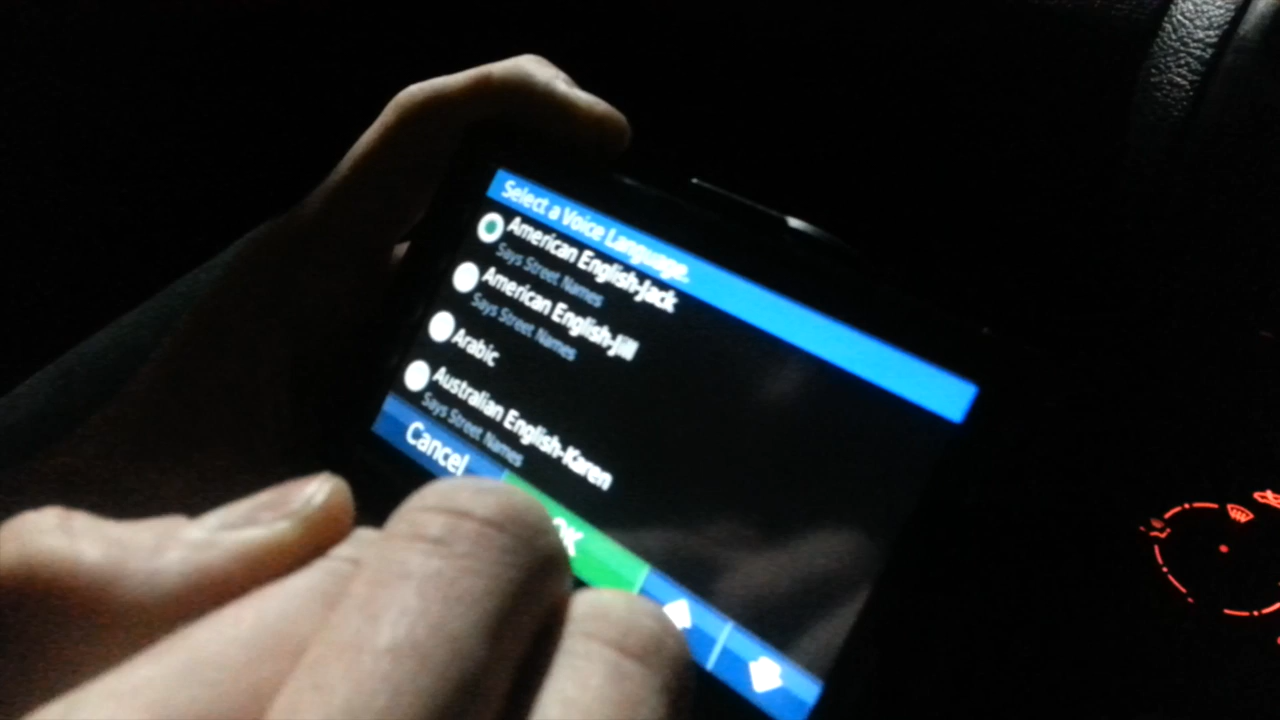 Select a Voice Language.
American English-Jack
Says Street Names
American English-Jill
Says Street Names
Arabic
Australian English-Karen
Says Street Names
Cancel
OK